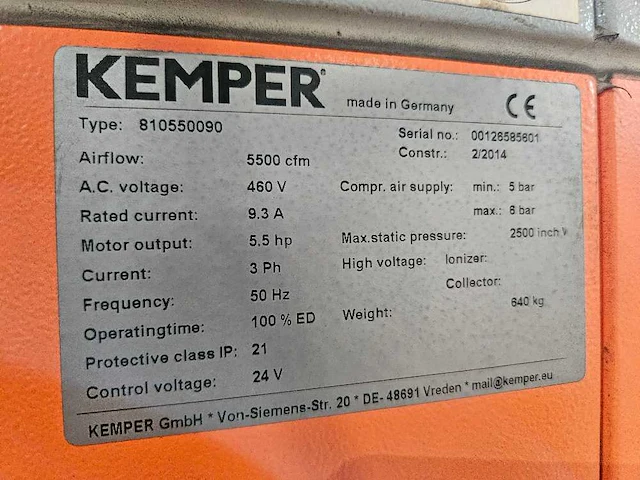 KEMPER® made in Germany CE
Type: 810550090 Serial no.: 00126585601
Constr.: 2/2014
Airflow: 5500 cfm
A.C. voltage: 460 V Compr. air supply: min.: 5 bar
Rated current: 9.3 A max.: 6 bar
Motor output: 5.5 hp Max.static pressure: 2500 inch
Current: 3 Ph High voltage: Ionizer:
Collector:
Frequency: 50 Hz
Operatingtime: 100 % ED Weight: 640 kg
Protective class IP: 21
Control voltage: 24 V
KEMPER GmbH * Von-Siemens-Str. 20 * DE- 48691 Vreden * mail@kemper.eu